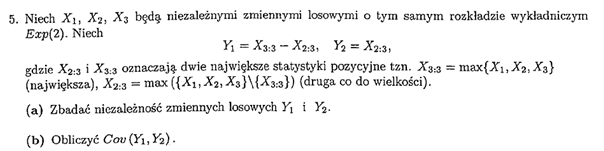 5. Niech X₁, X₂, X₃ będą niezależnymi zmiennymi losowymi o tym samym rozkładzie wykładniczym
Exp(2). Niech
Y₁ = X₃:₃ − X₂:₃, Y₂ = X₂:₃,
gdzie X₂:₃ i X₃:₃ oznaczają dwie największe statystyki pozycyjne tzn. X₃:₃ = max{X₁, X₂, X₃}
(największa), X₂:₃ = max ({X₁, X₂, X₃}\{X₃:₃}) (druga co do wielkości).
(a) Zbadać niezależność zmiennych losowych Y₁ i Y₂.
(b) Obliczyć Cov (Y₁, Y₂).